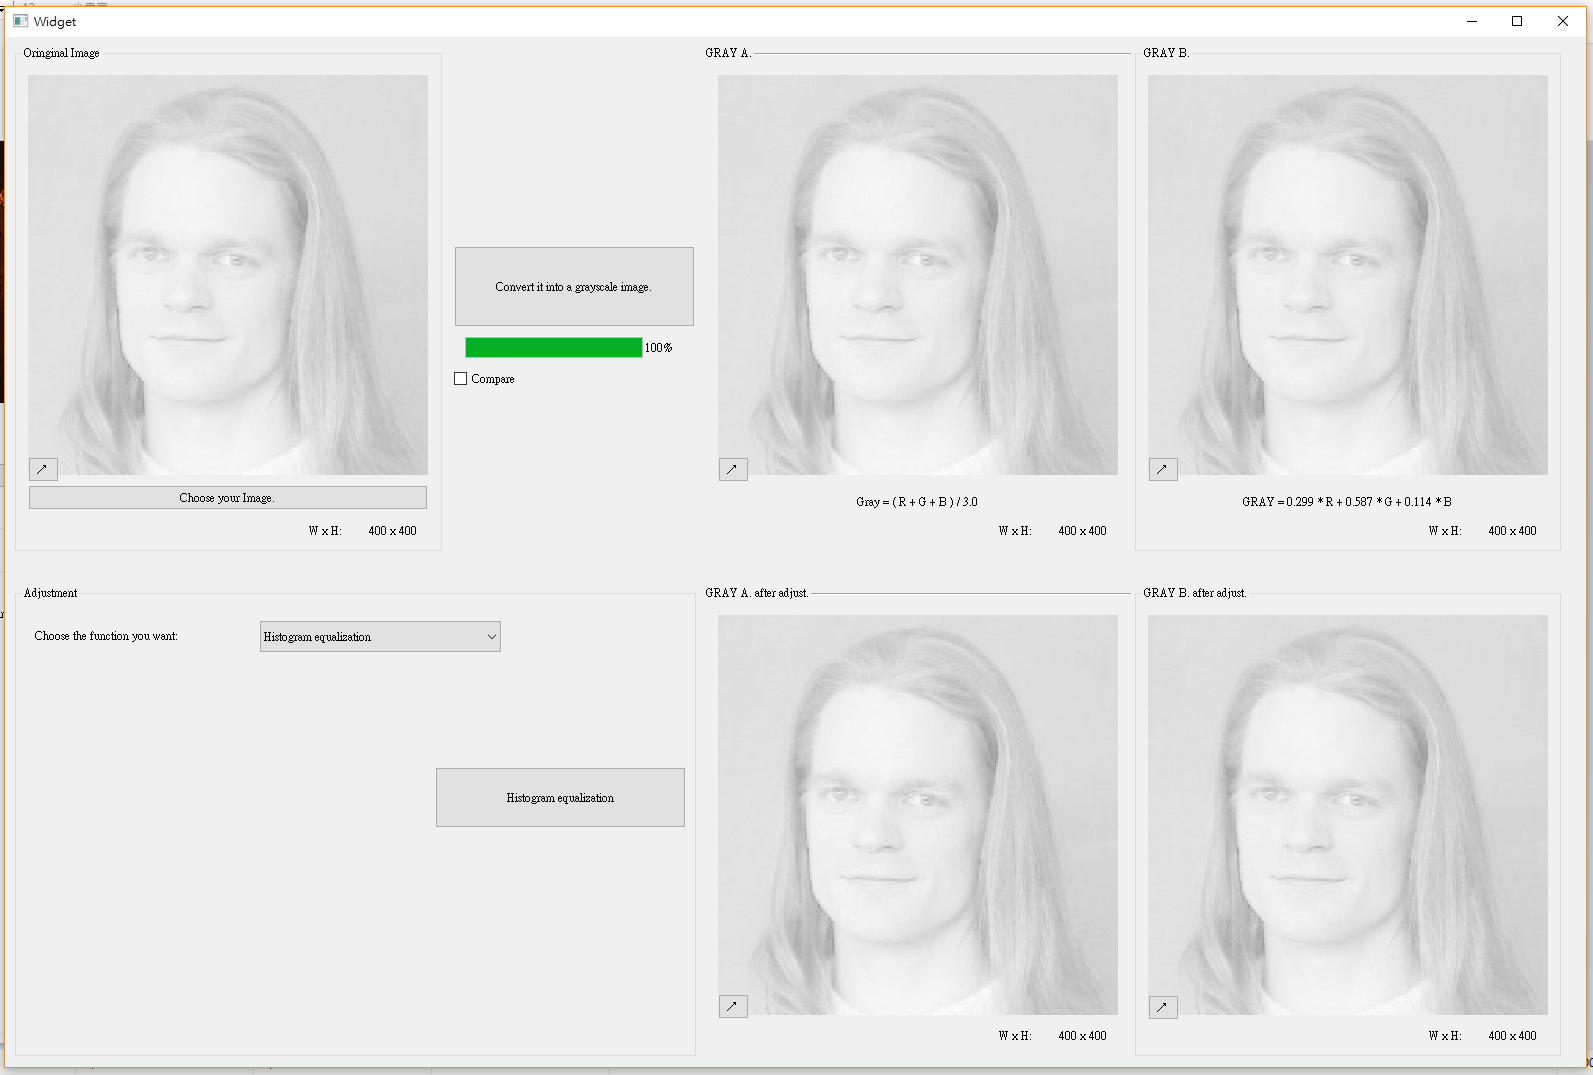 Widget
Oringinal Image
GRAY A.
GRAY B.
Convert it into a grayscale image.
100%
Compare
Choose your Image.
Gray = ( R + G + B ) / 3.0
GRAY = 0.299 * R + 0.587 * G + 0.114 * B
W x H: 400 x 400
W x H: 400 x 400
W x H: 400 x 400
Adjustment
GRAY A. after adjust.
GRAY B. after adjust.
Choose the function you want:
Histogram equalization
Histogram equalization
W x H: 400 x 400
W x H: 400 x 400